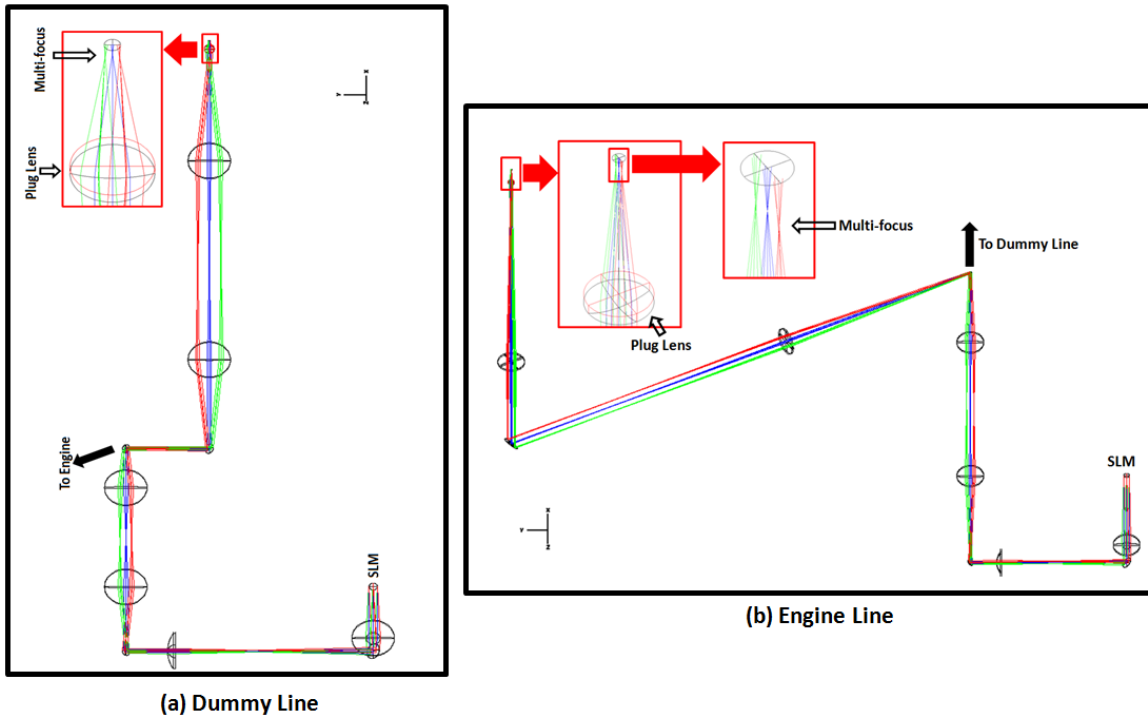 Multi-focus
Plug Lens
To Engine
SLM
(a) Dummy Line
Multi-focus
Plug Lens
To Dummy Line
SLM
(b) Engine Line